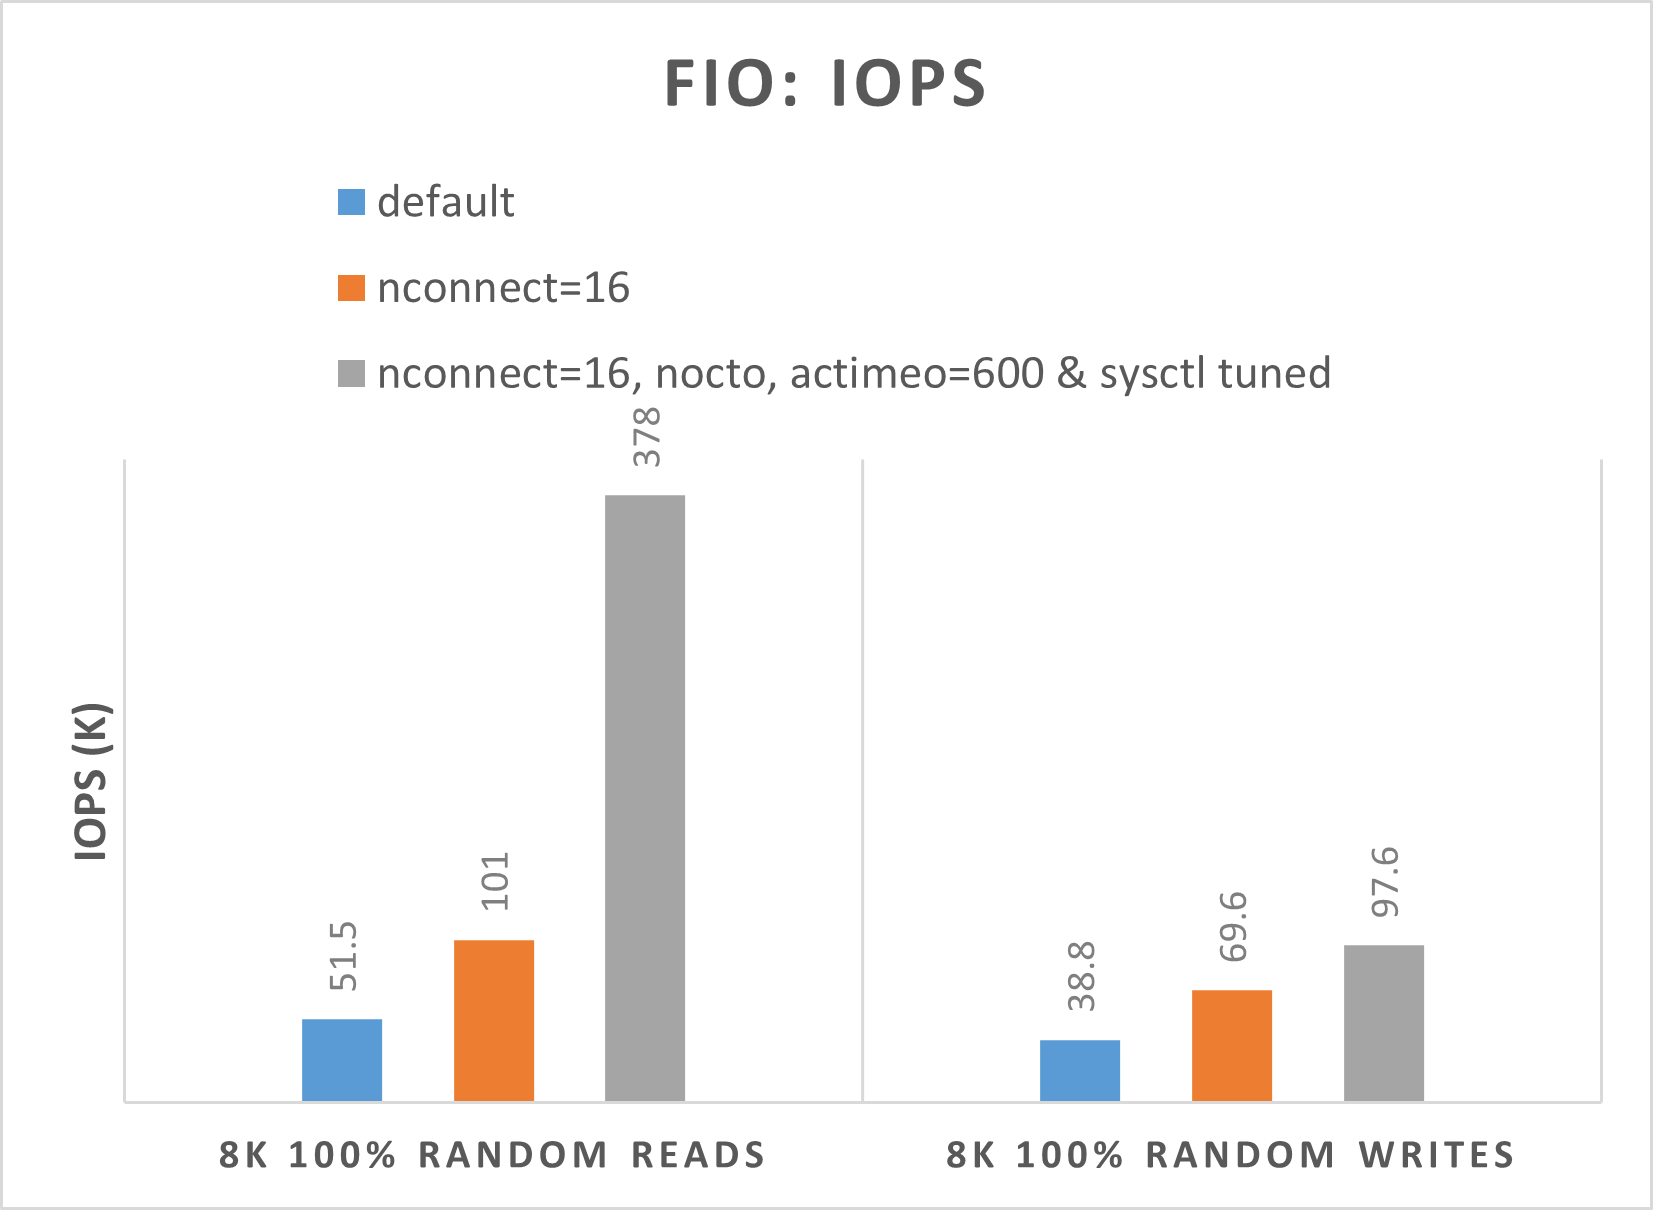 FIO: IOPS
default
nconnect=16
nconnect=16, nocto, actimeo=600 & sysctl tuned
IOPS (K)
51.5
101
378
38.8
69.6
97.6
8K 100% RANDOM READS
8K 100% RANDOM WRITES